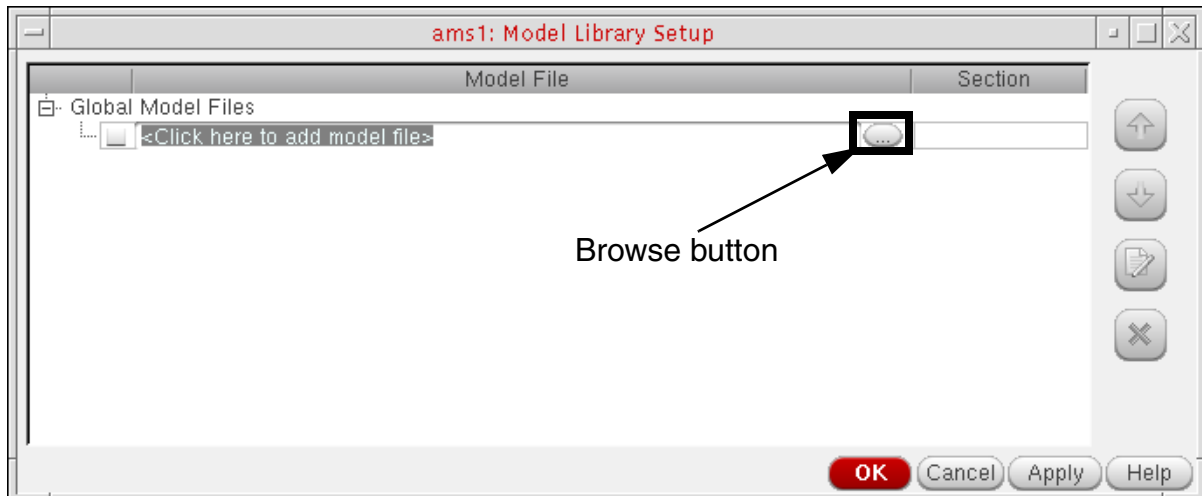 ams1: Model Library Setup
Model File Section
Global Model Files
<Click here to add model file> ...
Browse button
OK Cancel Apply Help